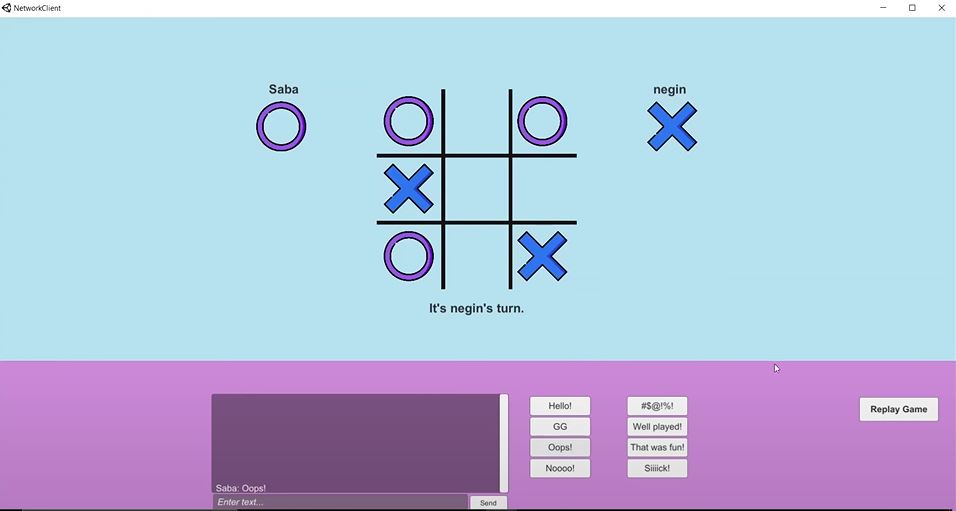 NetworkClient
Saba
negin
It's negin's turn.
Hello!
#$@!%!
GG
Well played!
Oops!
That was fun!
Noooo!
Siiiick!
Replay Game
Saba: Oops!
Enter text...
Send